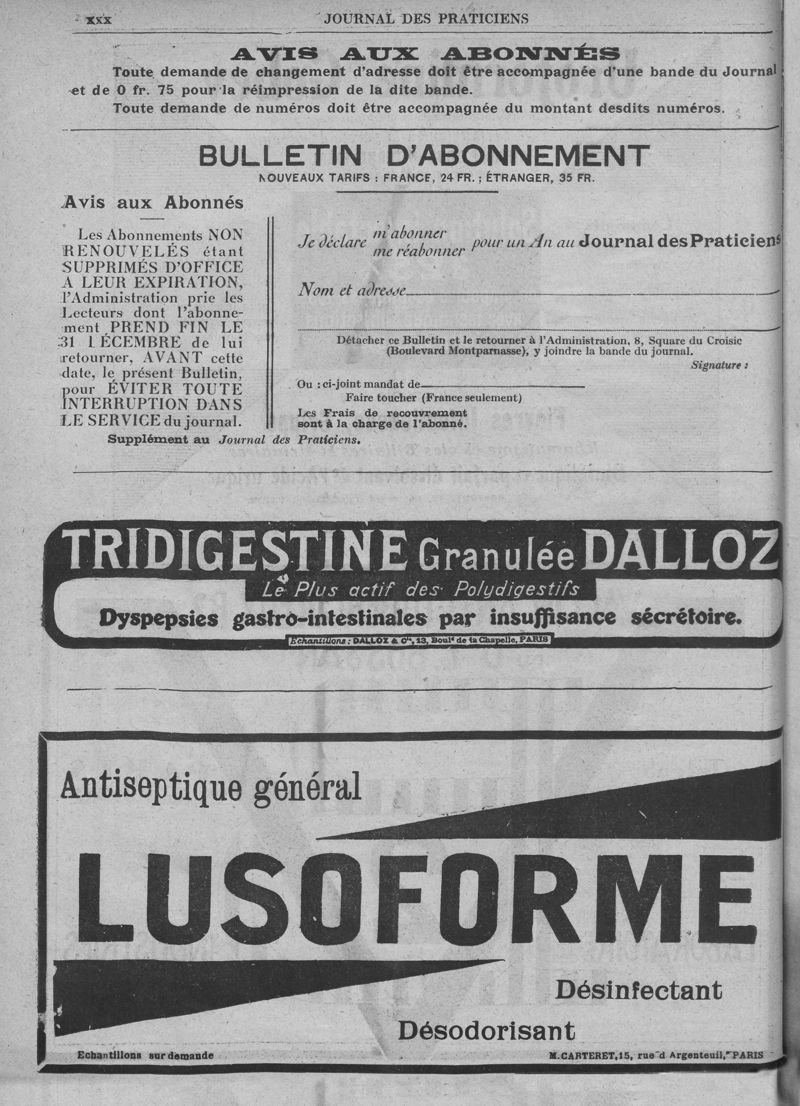 xxx
JOURNAL DES PRATICIENS
AVIS AUX ABONNÉS
Toute demande de changement d'adresse doit être accompagnée d'une bande du Journal
et de 0 fr. 75 pour la réimpression de la dite bande.
Toute demande de numéros doit être accompagnée du montant desdits numéros.
BULLETIN D'ABONNEMENT
NOUVEAUX TARIFS : FRANCE, 24 FR. ; ÉTRANGER, 35 FR.
Avis aux Abonnés
Les Abonnements NON
RENOUVELÉS étant
SUPPRIMÉS D'OFFICE
A LEUR EXPIRATION,
l'Administration prie les
Lecteurs dont l'abonne-
ment PREND FIN LE
31 DÉCEMBRE de lui
retourner, AVANT cette
date, le présent Bulletin,
pour ÉVITER TOUTE
INTERRUPTION DANS
LE SERVICE du journal.
Je déclare m'abonner
me réabonner pour un An au Journal des Praticiens
Nom et adresse
Détacher ce Bulletin et le retourner à l'Administration, 8, Square du Croisic
(Boulevard Montparnasse), y joindre la bande du journal.
Signature :
Ou : ci-joint mandat de
Faire toucher (France seulement)
Les Frais de recouvrement
sont à la charge de l'abonné.
Supplément au Journal des Praticiens.
TRIDIGESTINE Granulée DALLOZ
Le Plus actif des Polydigestifs
Dyspepsies gastro-intestinales par insuffisance sécrétoire.
Echantillons : DALLOZ & Cie, 13, Boulᵈ de la Chapelle, PARIS
Antiseptique général
LUSOFORME
Désinfectant
Désodorisant
Echantillons sur demande
M. CARTERET, 15, rue d'Argenteuil, PARIS